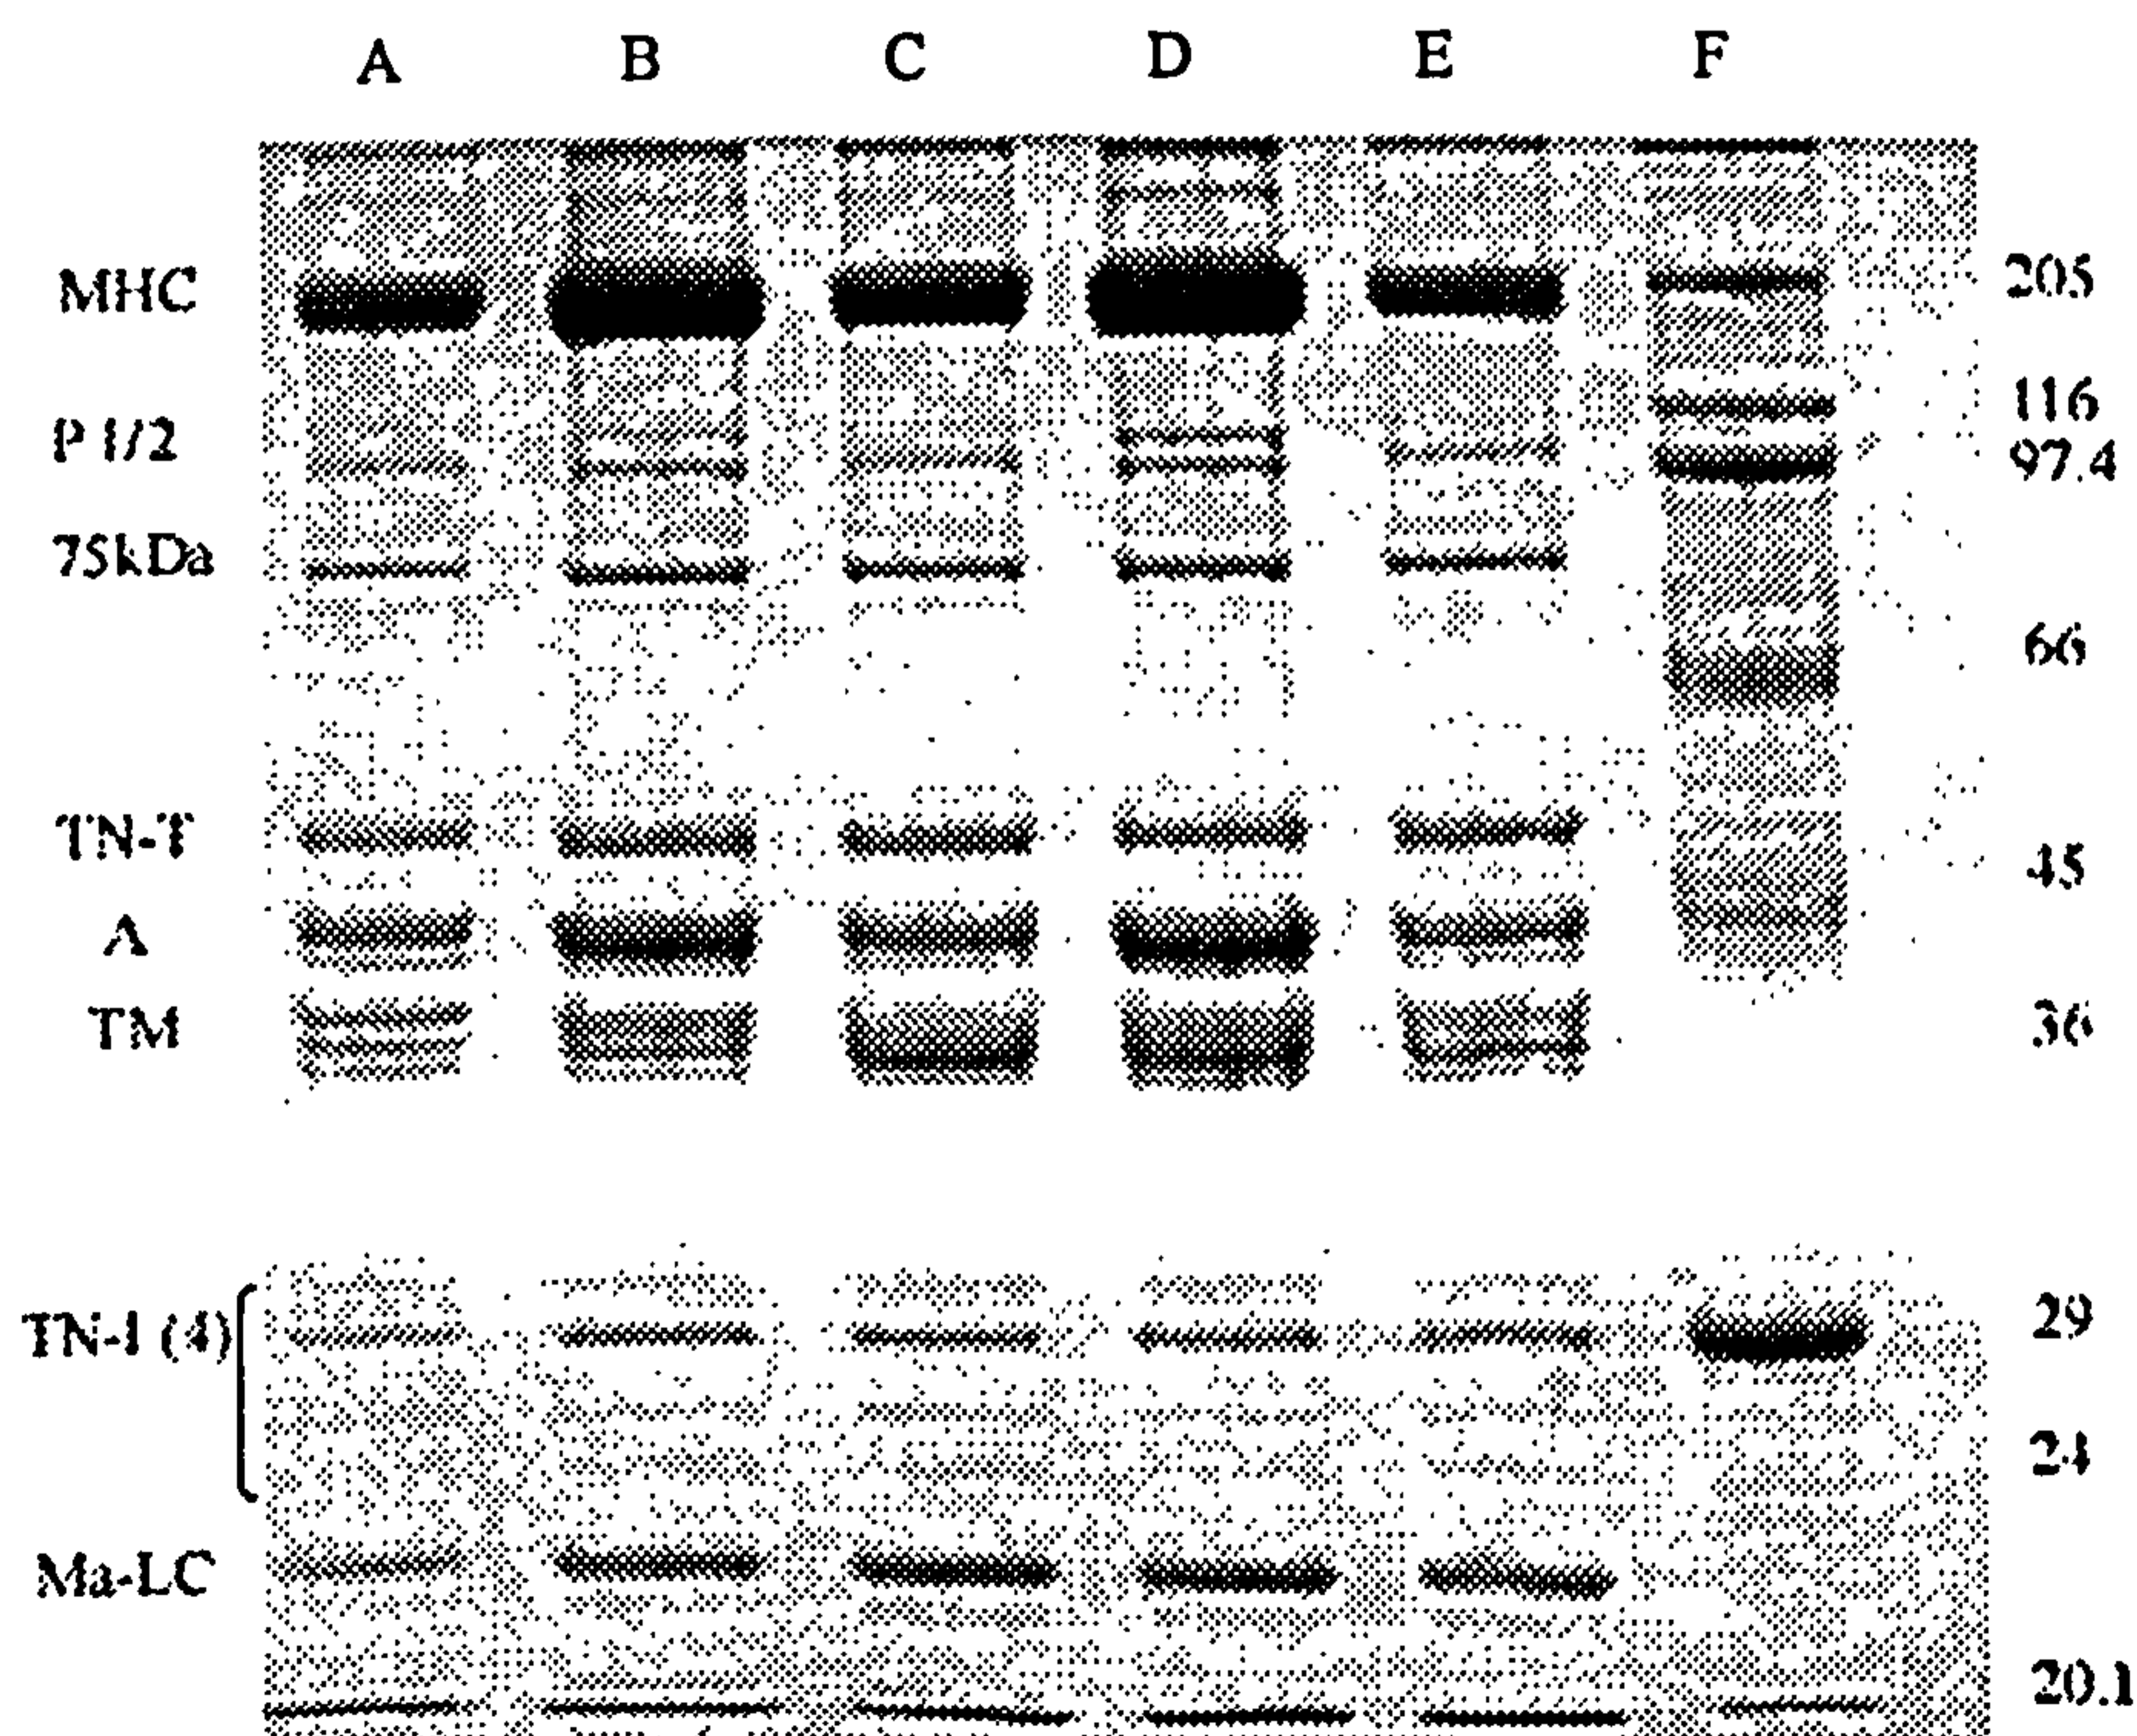 A B C D E F
MHC 205
116
P 1/2 97.4
75kDa
66
TN-T 45
A
TM 36
TN-I (4) 29
24
Ma-LC
20.1